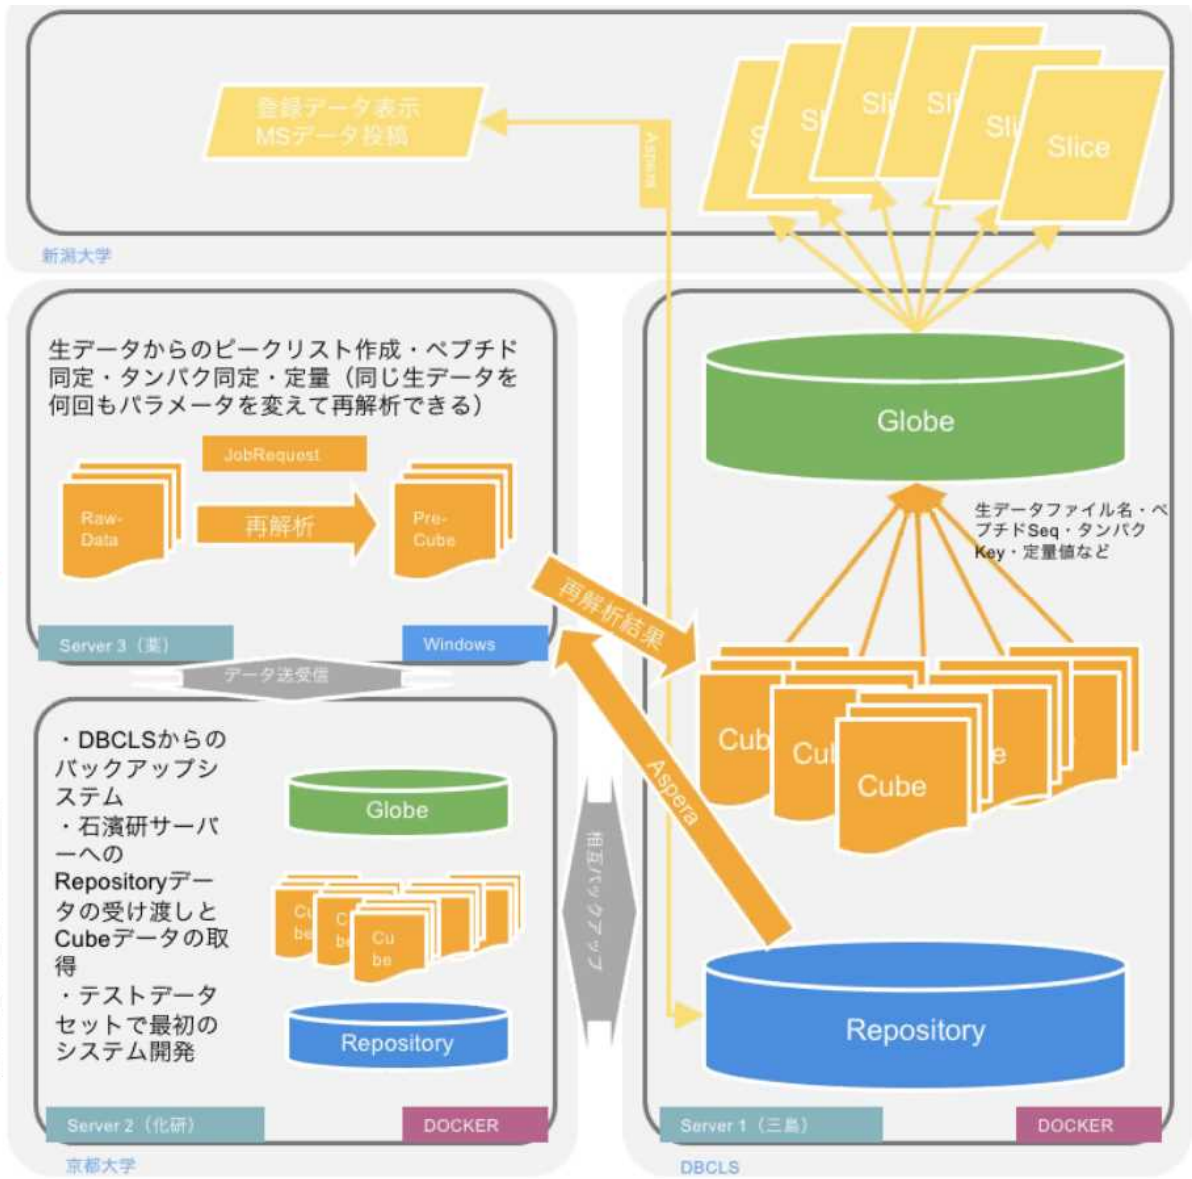 登録データ表示
MSデータ投稿
Aspera
S
Sl
Sli
Sli
Sli
Slice
新潟大学
生データからのピークリスト作成・ペプチド
同定・タンパク同定・定量（同じ生データを
何回もパラメータを変えて再解析できる）
JobRequest
Raw-
Data
再解析
Pre-
Cube
Server 3（薬）
Windows
データ送受信
再解析結果
Aspera
Globe
生データファイル名・ペ
プチドSeq・タンパク
Key・定量値など
Cub
Cul
Cube
e
Repository
Server 1（三島）
DOCKER
DBCLS
・DBCLSからの
バックアップシ
ステム
・石濱研サーバ
ーへの
Repositoryデー
タの受け渡しと
Cubeデータの取
得
・テストデータ
セットで最初の
システム開発
Globe
Cu
be
C
b
Cu
be
Repository
Server 2（化研）
DOCKER
京都大学
相互バックアップ